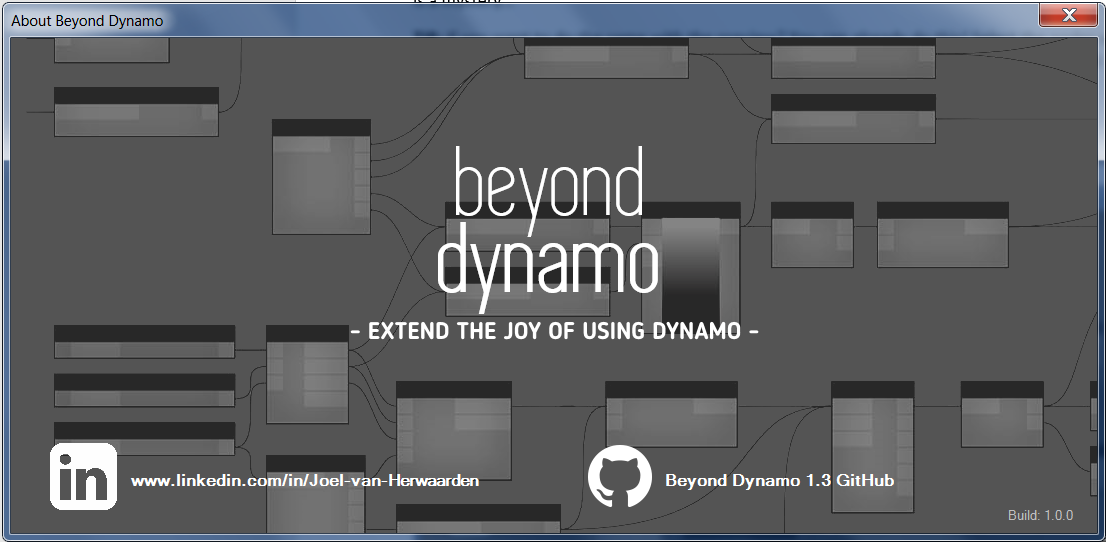 About Beyond Dynamo
beyond
dynamo
- EXTEND THE JOY OF USING DYNAMO -
in
www.linkedin.com/in/Joel-van-Herwaarden
Beyond Dynamo 1.3 GitHub
Build: 1.0.0